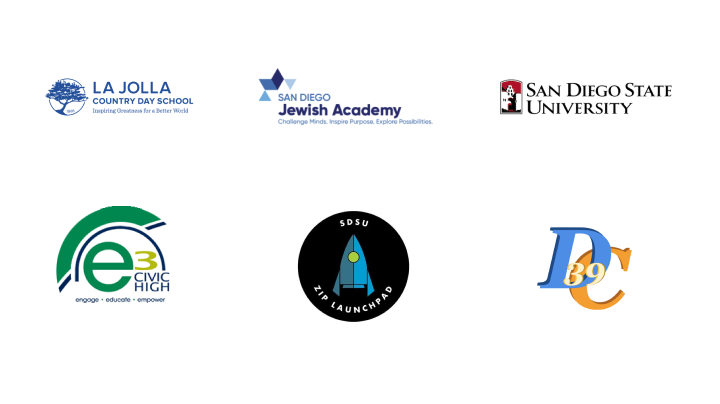 LA JOLLA
COUNTRY DAY SCHOOL
Inspiring Greatness for a Better World
SAN DIEGO
Jewish Academy
Challenge Minds. Inspire Purpose. Explore Possibilities.
SAN DIEGO STATE
UNIVERSITY
e3
CIVIC
HIGH
engage • educate • empower
SDSU
ZIP LAUNCHPAD
DC
39